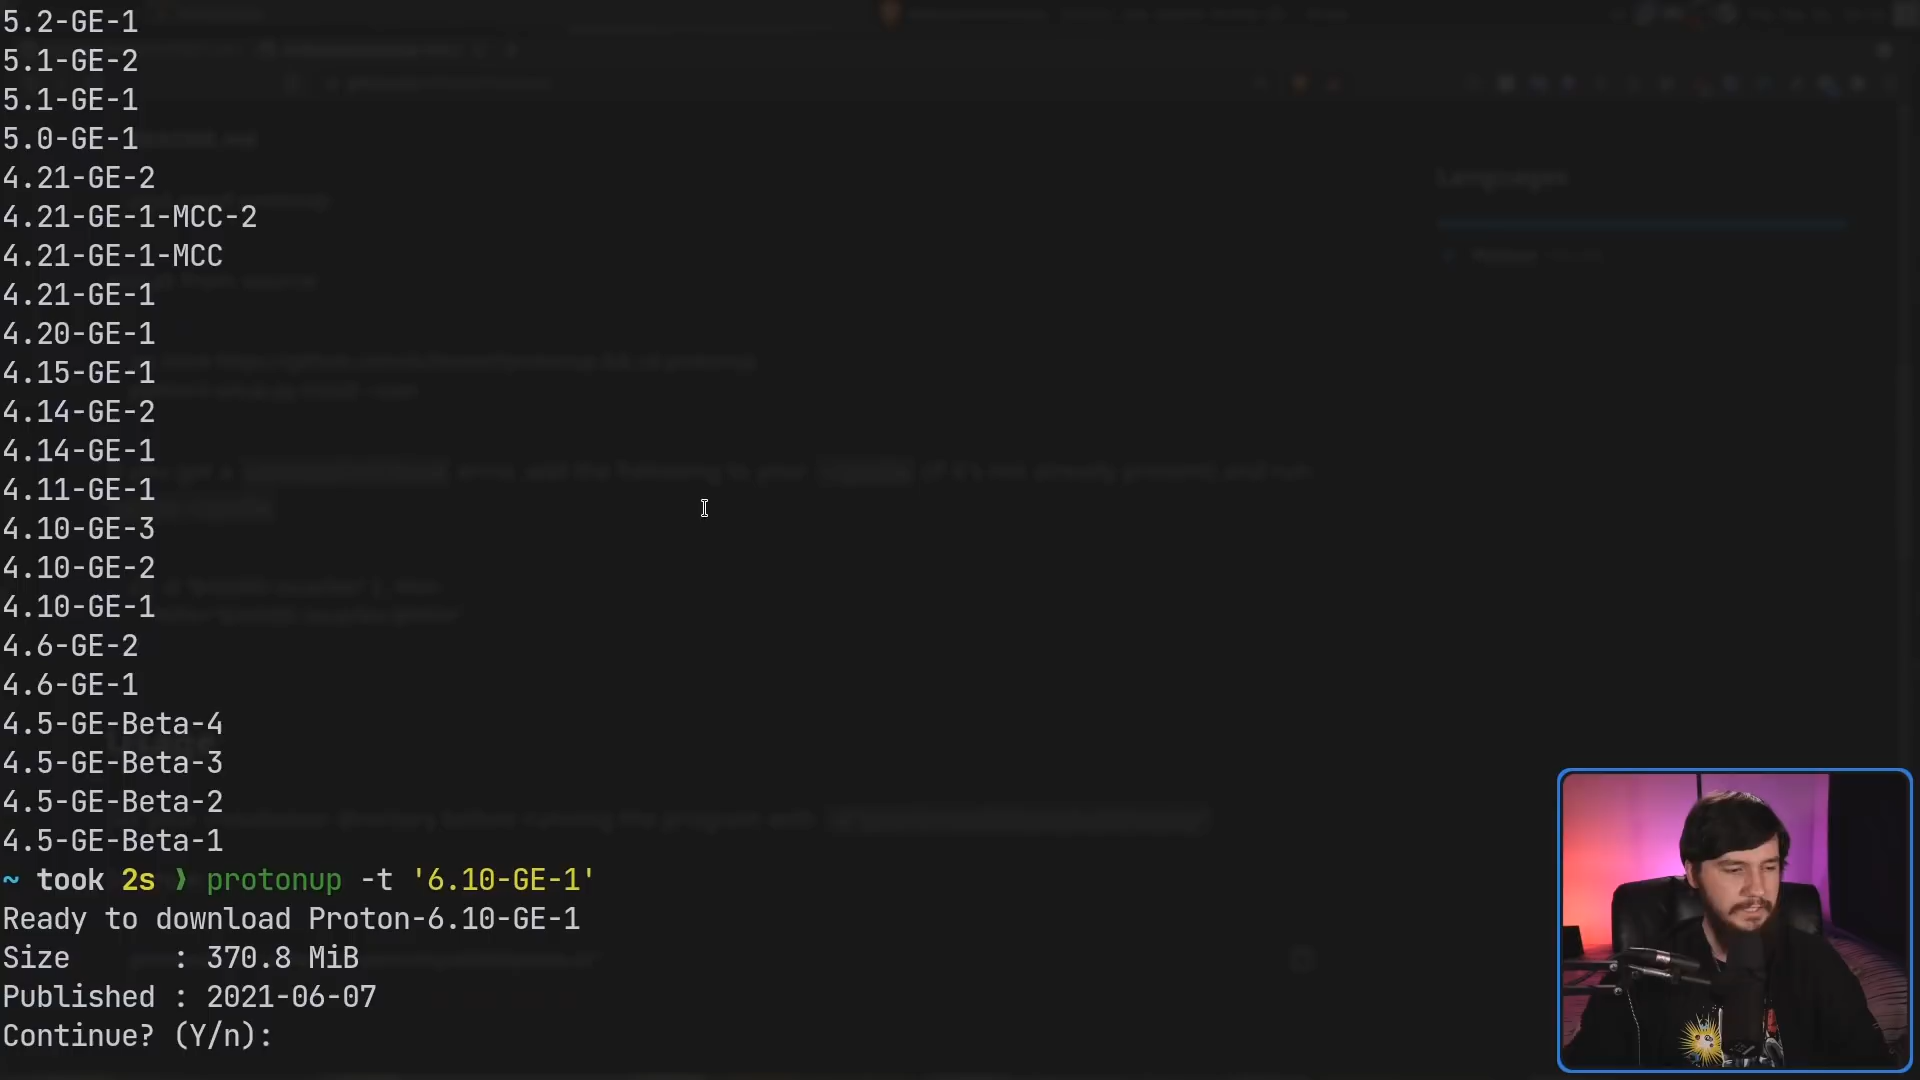 5.2-GE-1
5.1-GE-2
5.1-GE-1
5.0-GE-1
4.21-GE-2
4.21-GE-1-MCC-2
4.21-GE-1-MCC
4.21-GE-1
4.20-GE-1
4.15-GE-1
4.14-GE-2
4.14-GE-1
4.11-GE-1
4.10-GE-3
4.10-GE-2
4.10-GE-1
4.6-GE-2
4.6-GE-1
4.5-GE-Beta-4
4.5-GE-Beta-3
4.5-GE-Beta-2
4.5-GE-Beta-1
~ took 2s ❯ protonup -t '6.10-GE-1'
Ready to download Proton-6.10-GE-1
Size      : 370.8 MiB
Published : 2021-06-07
Continue? (Y/n):
Languages